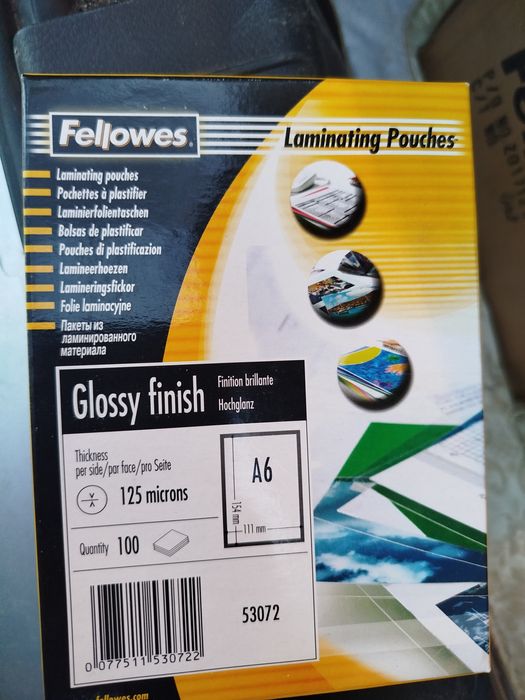 Fellowes
Laminating Pouches
Laminating pouches
Pochettes à plastifier
Laminierfolientaschen
Bolsas de plastificar
Pouches di plastificazion
Lamineerhoezen
Lamineringsfickor
Folie laminacyjne
Пакеты из
ламинированного
материала
Glossy finish
Finition brillante
Hochglanz
Thickness
per side/par face/pro Seite
125 microns
A6
154 mm
111 mm
Quantity 100
53072
0 077511 530722
fellowes.com